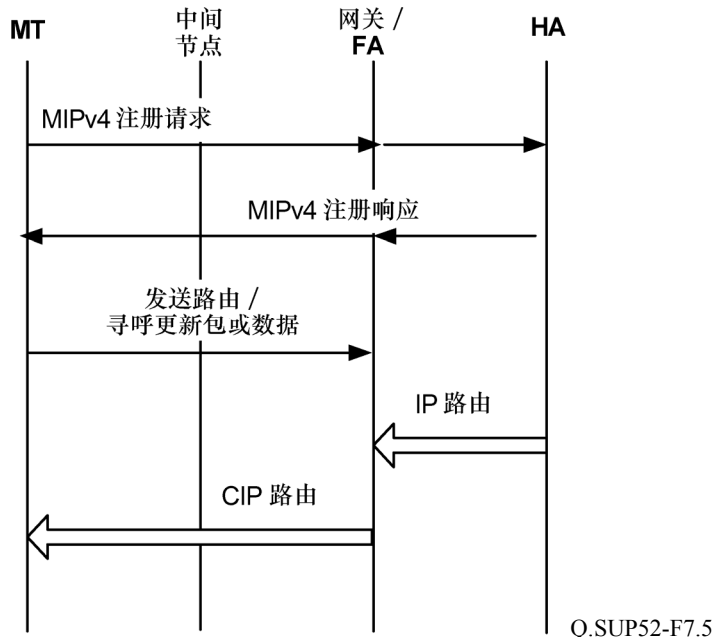 MT
中间
节点
网关 /
FA
HA
MIPv4 注册请求
MIPv4 注册响应
发送路由 /
寻呼更新包或数据
IP 路由
CIP 路由
Q.SUP52-F7.5